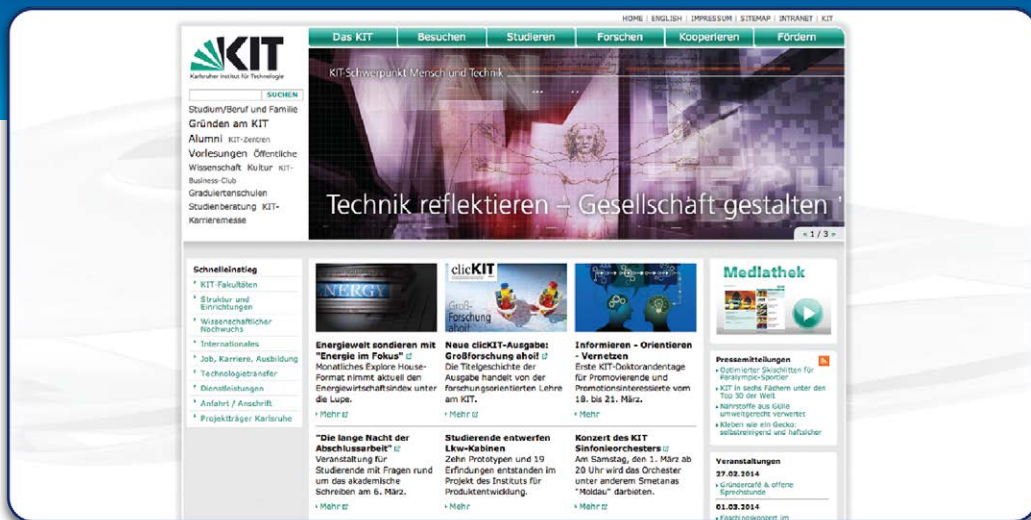 HOME | ENGLISH | IMPRESSUM | SITEMAP | INTRANET | KIT
KIT
Karlsruher Institut für Technologie
Das KIT
Besuchen
Studieren
Forschen
Kooperieren
Fördern
SUCHEN
Studium/Beruf und Familie
Gründen am KIT
Alumni KIT-Zentren
Vorlesungen Öffentliche
Wissenschaft Kultur KIT-
Business-Club
Graduiertenschulen
Studienberatung KIT-
Karrieremesse
KIT-Schwerpunkt Mensch und Technik
Technik reflektieren – Gesellschaft gestalten
« 1 / 3 »
Schnelleinstieg
KIT-Fakultäten
Struktur und
Einrichtungen
Wissenschaftlicher
Nachwuchs
Internationales
Job, Karriere, Ausbildung
Technologietransfer
Dienstleistungen
Anfahrt / Anschrift
Projektträger Karlsruhe
ENERGY
Energiewelt sondieren mit
"Energie im Fokus"
Monatliches Explore House-
Format nimmt aktuell den
Energiewirtschaftsindex unter
die Lupe.
Mehr
clicKIT
Groß-
Forschung
ahoi!
Neue clicKIT-Ausgabe:
Großforschung ahoi!
Die Titelgeschichte der
Ausgabe handelt von der
forschungsorientierten Lehre
am KIT.
Mehr
Informieren - Orientieren
- Vernetzen
Erste KIT-Doktorandentage
für Promovierende und
Promotionsinteressierte vom
18. bis 21. März.
Mehr
"Die lange Nacht der
Abschlussarbeit"
Veranstaltung für
Studierende mit Fragen rund
um das akademische
Schreiben am 6. März.
Mehr
Studierende entwerfen
Lkw-Kabinen
Zehn Prototypen und 19
Erfindungen entstanden im
Projekt des Instituts für
Produktentwicklung.
Mehr
Konzert des KIT
Sinfonieorchesters
Am Samstag, den 1. März ab
20 Uhr wird das Orchester
unter anderem Smetanas
"Moldau" darbieten.
Mehr
Mediathek
Pressemitteilungen
Optimierter Skischlitten für
Paralympic-Sportler
KIT in sechs Fächern unter den
Top 50 der Welt
Nährstoffe aus Gülle
umweltgerecht verwertet
Kleben wie ein Gecko:
selbstreinigend und haftsicher
Veranstaltungen
27.02.2014
Gründercafé & offene
Sprechstunde
01.03.2014
Faschingskonzert im